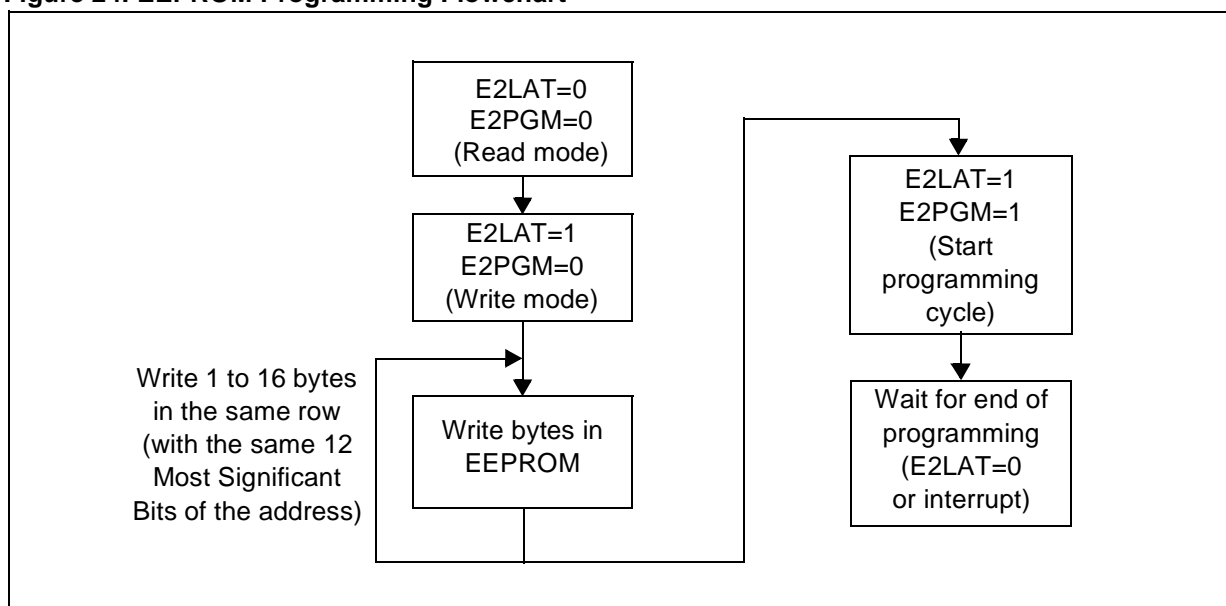 E2LAT=0
E2PGM=0
(Read mode)
E2LAT=1
E2PGM=0
(Write mode)
Write 1 to 16 bytes
in the same row
(with the same 12
Most Significant
Bits of the address)
Write bytes in
EEPROM
E2LAT=1
E2PGM=1
(Start
programming
cycle)
Wait for end of
programming
(E2LAT=0
or interrupt)